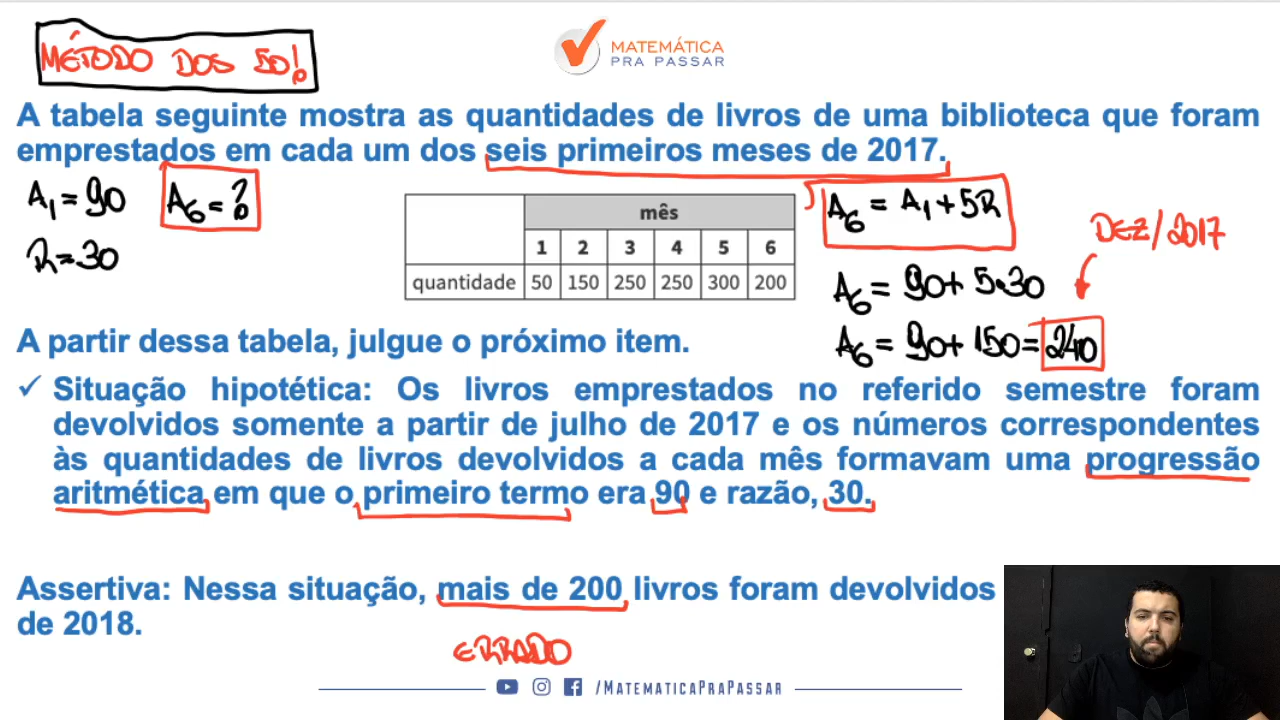 MÉTODO DOS 50!
MATEMÁTICA
PRA PASSAR
A tabela seguinte mostra as quantidades de livros de uma biblioteca que foram
emprestados em cada um dos seis primeiros meses de 2017.
A1 = 90
A6 = ?
R = 30
mês
1 2 3 4 5 6
quantidade 50 150 250 250 300 200
A6 = A1 + 5R
DEZ/2017
A6 = 90 + 5.30
A6 = 90 + 150 = 240
A partir dessa tabela, julgue o próximo item.
✓ Situação hipotética: Os livros emprestados no referido semestre foram
devolvidos somente a partir de julho de 2017 e os números correspondentes
às quantidades de livros devolvidos a cada mês formavam uma progressão
aritmética em que o primeiro termo era 90 e razão, 30.
Assertiva: Nessa situação, mais de 200 livros foram devolvidos
de 2018.
ERRADO
/MatematicaPraPassar